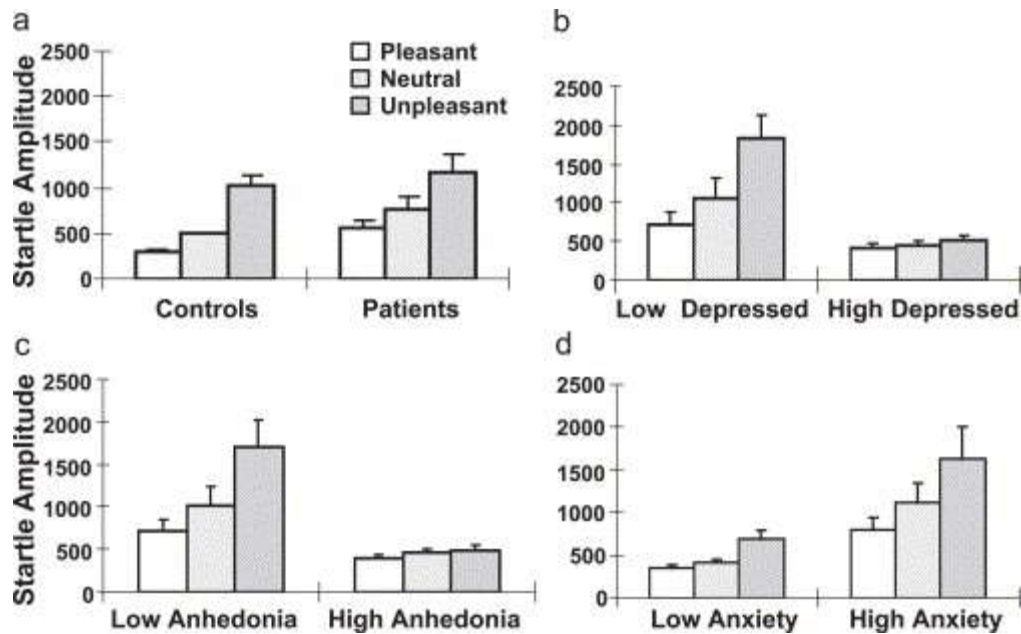 a
2500
2000
1500
1000
500
0
Startle Amplitude
Pleasant
Neutral
Unpleasant
Controls Patients
b
2500
2000
1500
1000
500
0
Low Depressed High Depressed
c
2500
2000
1500
1000
500
0
Startle Amplitude
Low Anhedonia High Anhedonia
d
2500
2000
1500
1000
500
0
Low Anxiety High Anxiety